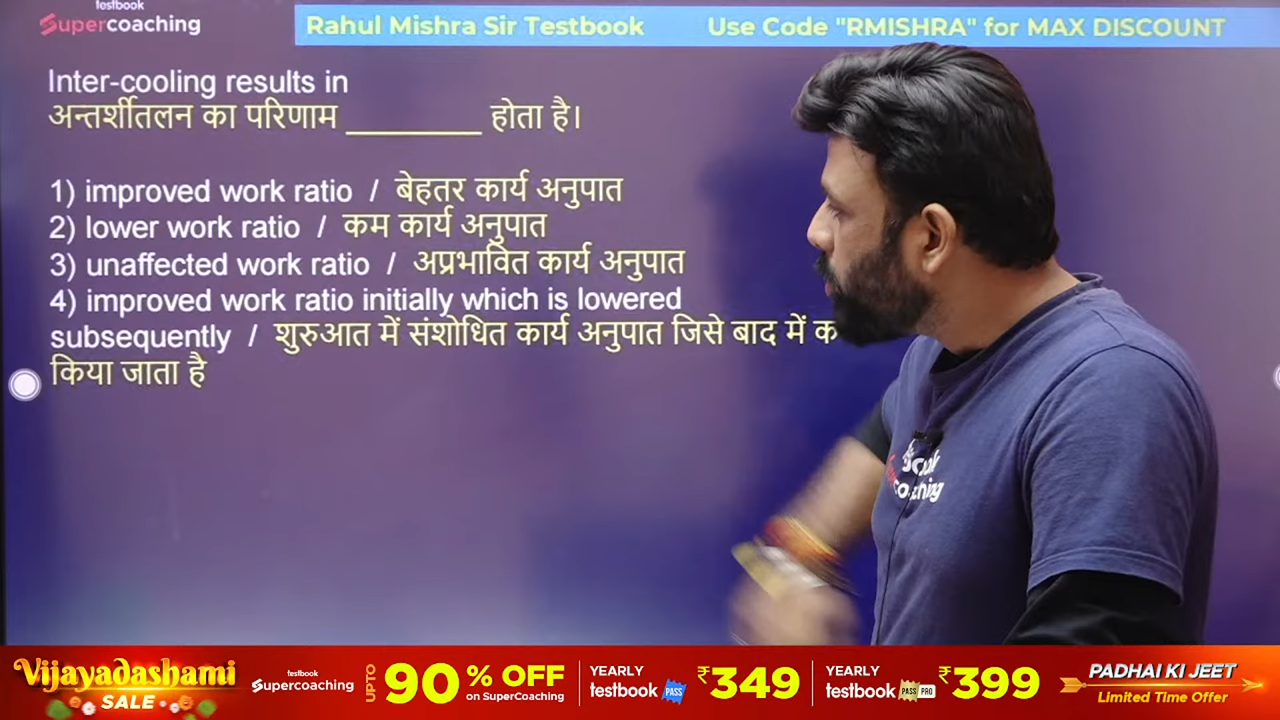 testbook
Supercoaching
Rahul Mishra Sir Testbook Use Code "RMISHRA" for MAX DISCOUNT
Inter-cooling results in
अन्तर्शीतलन का परिणाम ________ होता है।
1) improved work ratio / बेहतर कार्य अनुपात
2) lower work ratio / कम कार्य अनुपात
3) unaffected work ratio / अप्रभावित कार्य अनुपात
4) improved work ratio initially which is lowered
subsequently / शुरुआत में संशोधित कार्य अनुपात जिसे बाद में
किया जाता है
Vijayadashami
SALE
testbook
Supercoaching
UPTO 90% OFF
on SuperCoaching
YEARLY
testbook PASS
₹349
YEARLY
testbook PASS PRO
₹399
PADHAI KI JEET
Limited Time Offer